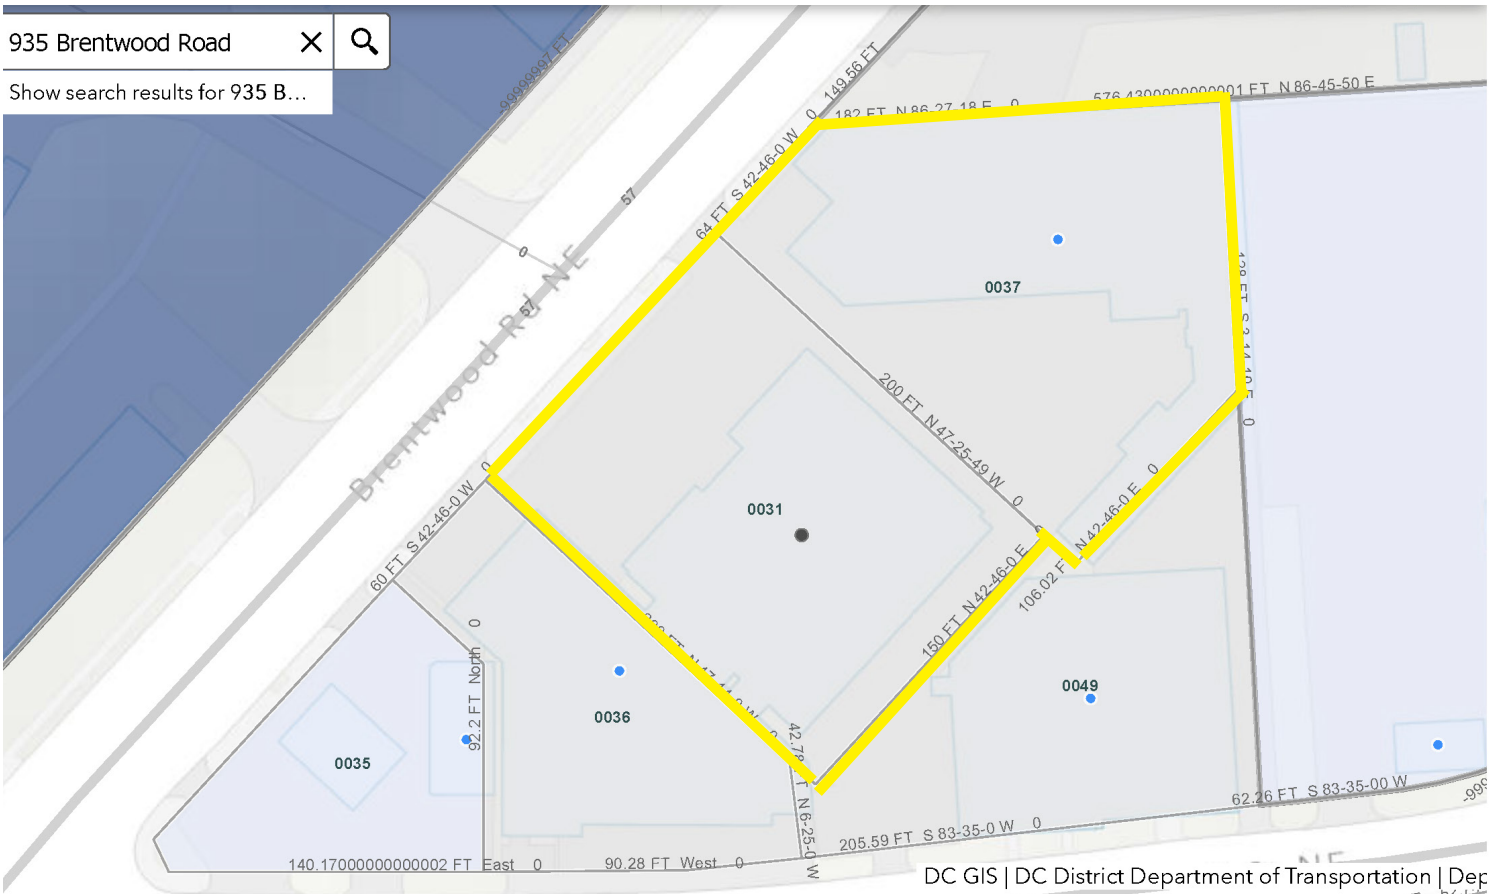 935 Brentwood Road
Show search results for 935 B...
149.56 FT
0
182 FT N 86-27-18 E 0
FT N 86-45-50 E
64 FT S 42-46-0 W
57
0
57
Brentwood Rd NE
0037
200 FT N 47-25-49 W 0
0
0
N 42-46-0 E 0
0
60 FT S 42-46-0 W
0031
150 FT N 42-46-0 E
106.02 FT
0049
0036
0035
92.2 FT North 0
0
N 6-25-0 W
62.26 FT S 83-35-00 W
205.59 FT S 83-35-0 W 0
140.17000000000002 FT East 0
90.28 FT West 0
NE
DC GIS | DC District Department of Transportation | Dep